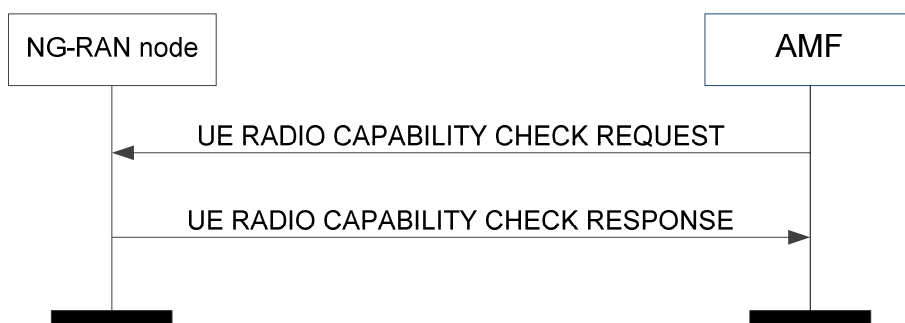 NG-RAN node
AMF
UE RADIO CAPABILITY CHECK REQUEST
UE RADIO CAPABILITY CHECK RESPONSE